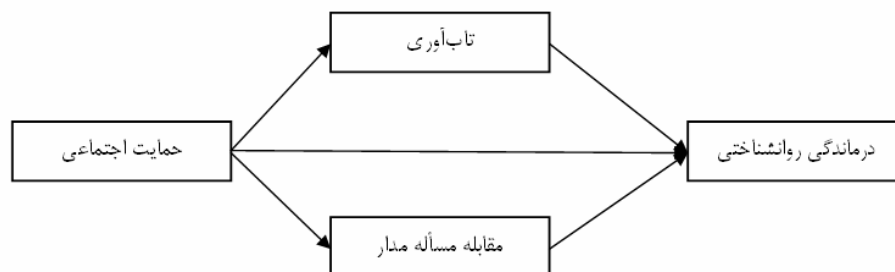 تاب‌آوری
حمایت اجتماعی
درماندگی روانشناختی
مقابله مسأله مدار